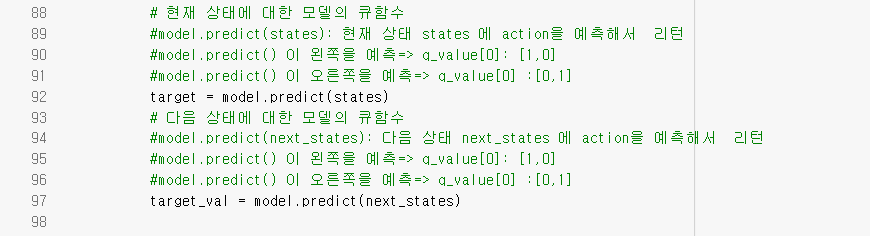 88 # 현재 상태에 대한 모델의 큐함수
89 #model.predict(states): 현재 상태 states 에 action을 예측해서  리턴
90 #model.predict() 이 왼쪽을 예측=> q_value[0]: [1,0]
91 #model.predict() 이 오른쪽을 예측=> q_value[0] :[0,1]
92 target = model.predict(states)
93 # 다음 상태에 대한 모델의 큐함수
94 #model.predict(next_states): 다음 상태 next_states 에 action을 예측해서  리턴
95 #model.predict() 이 왼쪽을 예측=> q_value[0]: [1,0]
96 #model.predict() 이 오른쪽을 예측=> q_value[0] :[0,1]
97 target_val = model.predict(next_states)
98